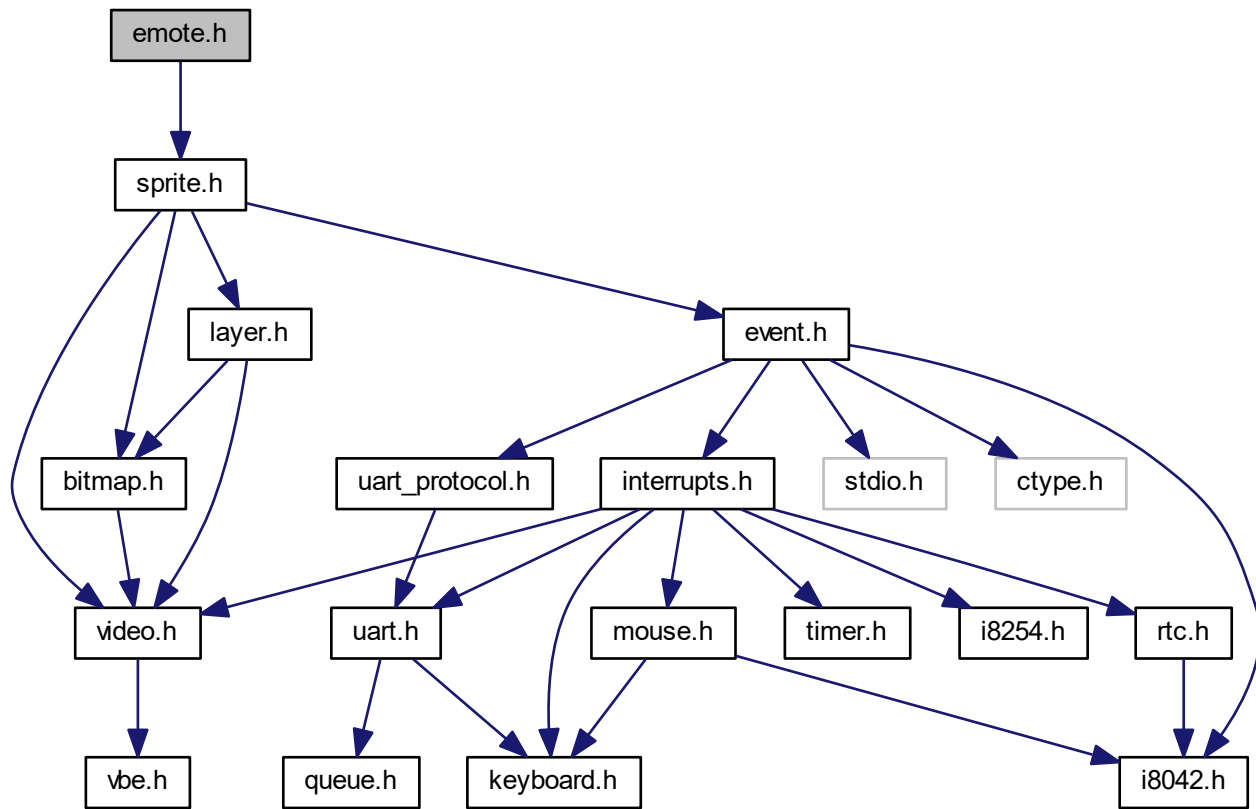 emote.h
sprite.h
layer.h
event.h
bitmap.h
uart_protocol.h
interrupts.h
stdio.h
ctype.h
video.h
uart.h
mouse.h
timer.h
i8254.h
rtc.h
vbe.h
queue.h
keyboard.h
i8042.h